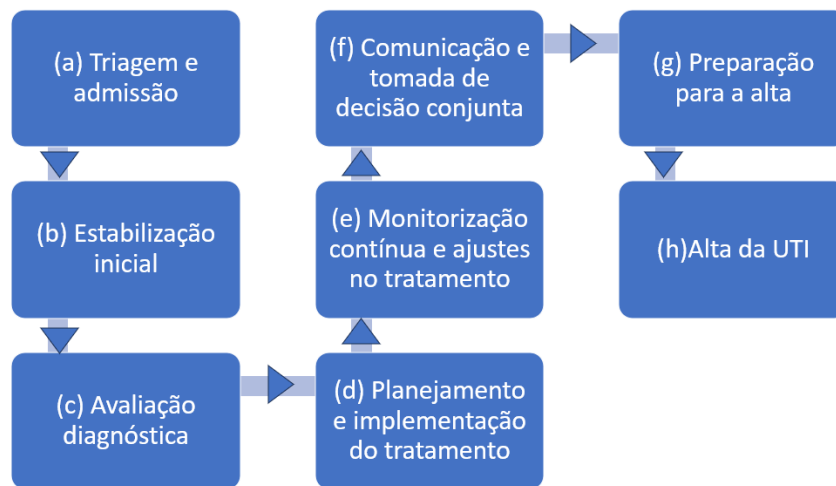 (a) Triagem e
admissão
(b) Estabilização
inicial
(c) Avaliação
diagnóstica
(d) Planejamento
e implementação
do tratamento
(e) Monitorização
contínua e ajustes
no tratamento
(f) Comunicação e
tomada de
decisão conjunta
(g) Preparação
para a alta
(h)Alta da UTI